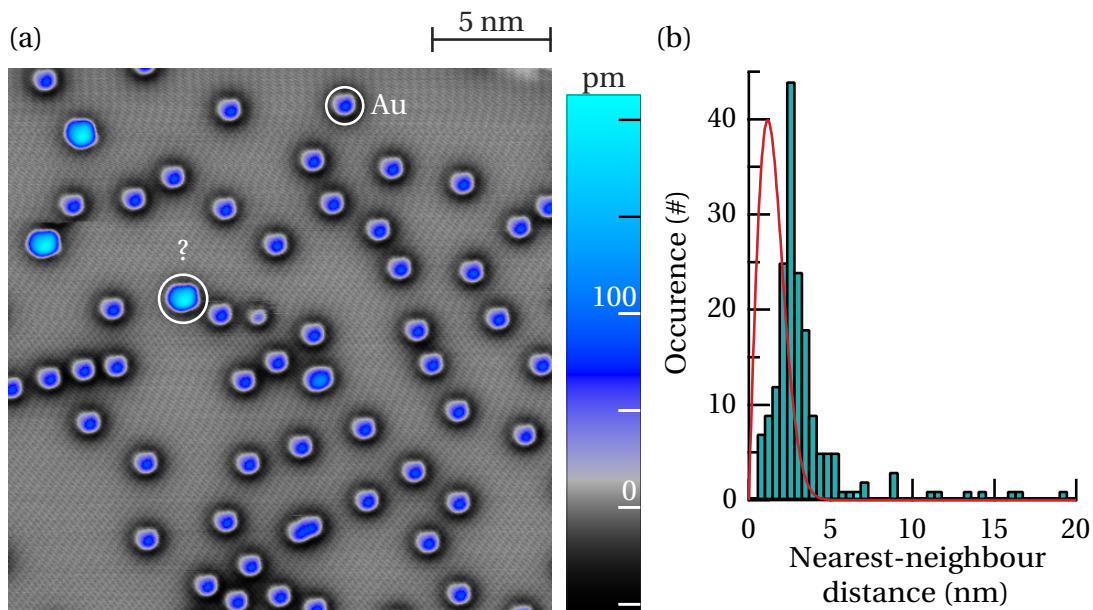 (a)
5 nm
(b)
pm
Au
?
100
0
Occurence (#)
40
30
20
10
0
0 5 10 15 20
Nearest-neighbour
distance (nm)